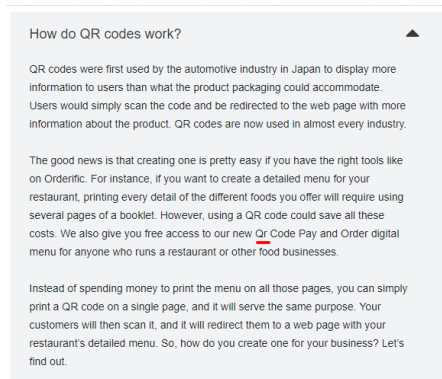 How do QR codes work?
QR codes were first used by the automotive industry in Japan to display more
information to users than what the product packaging could accommodate.
Users would simply scan the code and be redirected to the web page with more
information about the product. QR codes are now used in almost every industry.
The good news is that creating one is pretty easy if you have the right tools like
on Orderific. For instance, if you want to create a detailed menu for your
restaurant, printing every detail of the different foods you offer will require using
several pages of a booklet. However, using a QR code could save all these
costs. We also give you free access to our new Qr Code Pay and Order digital
menu for anyone who runs a restaurant or other food businesses.
Instead of spending money to print the menu on all those pages, you can simply
print a QR code on a single page, and it will serve the same purpose. Your
customers will then scan it, and it will redirect them to a web page with your
restaurant's detailed menu. So, how do you create one for your business? Let's
find out.